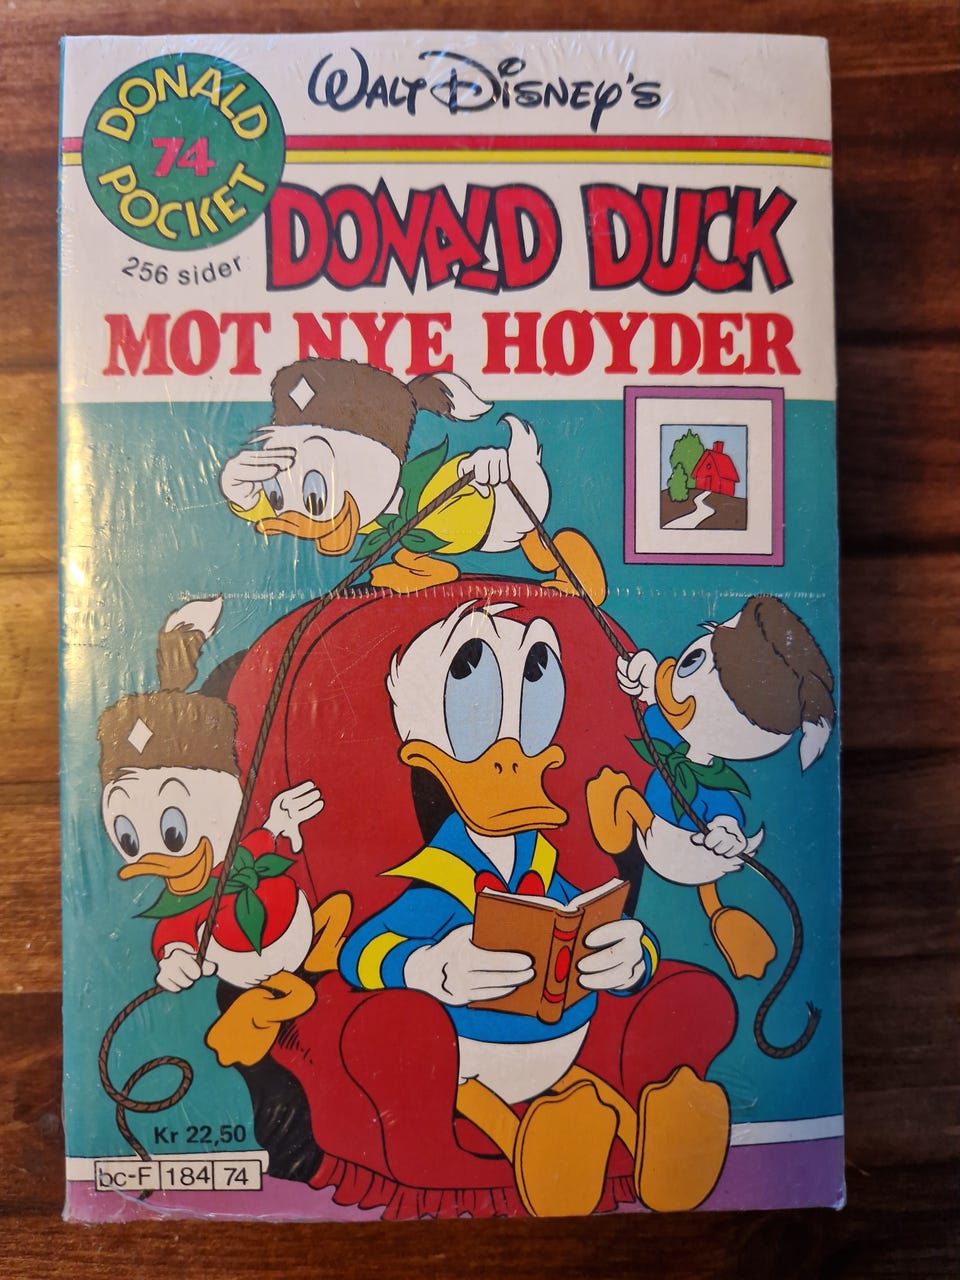 Walt Disney's
DONALD
74
POCKET
256 sider
DONALD DUCK
MOT NYE HØYDER
Kr 22,50
bc-F 184 74